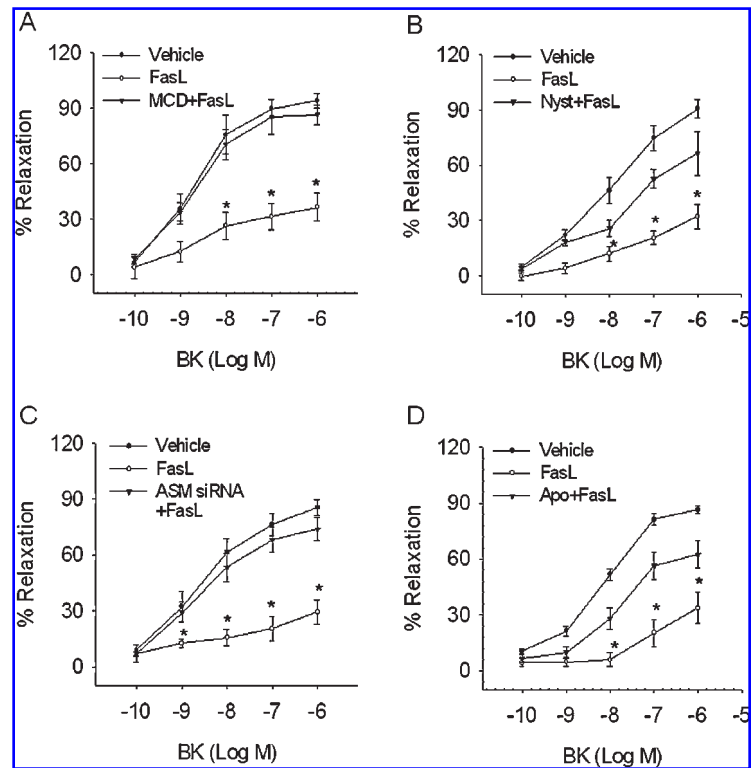 A
Vehicle
FasL
MCD+FasL
120
90
60
30
0
% Relaxation
* * *
-10 -9 -8 -7 -6
BK (Log M)
B
Vehicle
FasL
Nyst+FasL
120
90
60
30
0
% Relaxation
* * *
-10 -9 -8 -7 -6 -5
BK (Log M)
C
Vehicle
FasL
ASM siRNA
+FasL
120
90
60
30
0
% Relaxation
* * * *
-10 -9 -8 -7 -6
BK (Log M)
D
Vehicle
FasL
Apo+FasL
120
90
60
30
0
% Relaxation
* * *
-10 -9 -8 -7 -6 -5
BK (Log M)